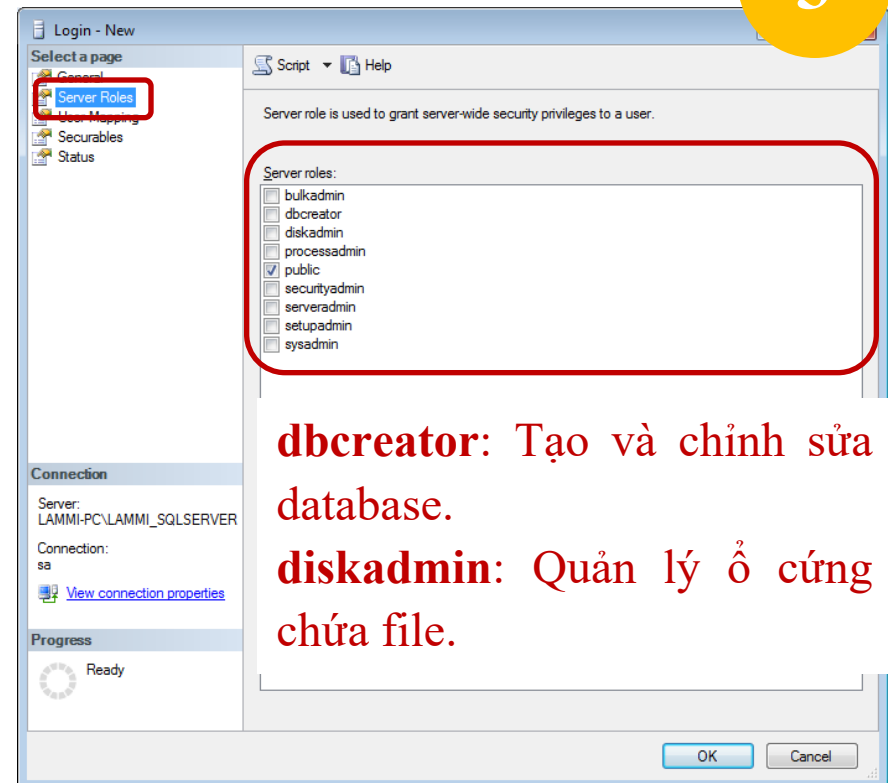 Login - New
Select a page
General
Server Roles
User Mapping
Securables
Status
Script
Help
Server role is used to grant server-wide security privileges to a user.
Server roles:
bulkadmin
dbcreator
diskadmin
processadmin
public
securityadmin
serveradmin
setupadmin
sysadmin
dbcreator: Tạo và chỉnh sửa
database.
diskadmin: Quản lý ổ cứng
chứa file.
Connection
Server:
LAMMI-PC\LAMMI_SQLSERVER
Connection:
sa
View connection properties
Progress
Ready
OK
Cancel